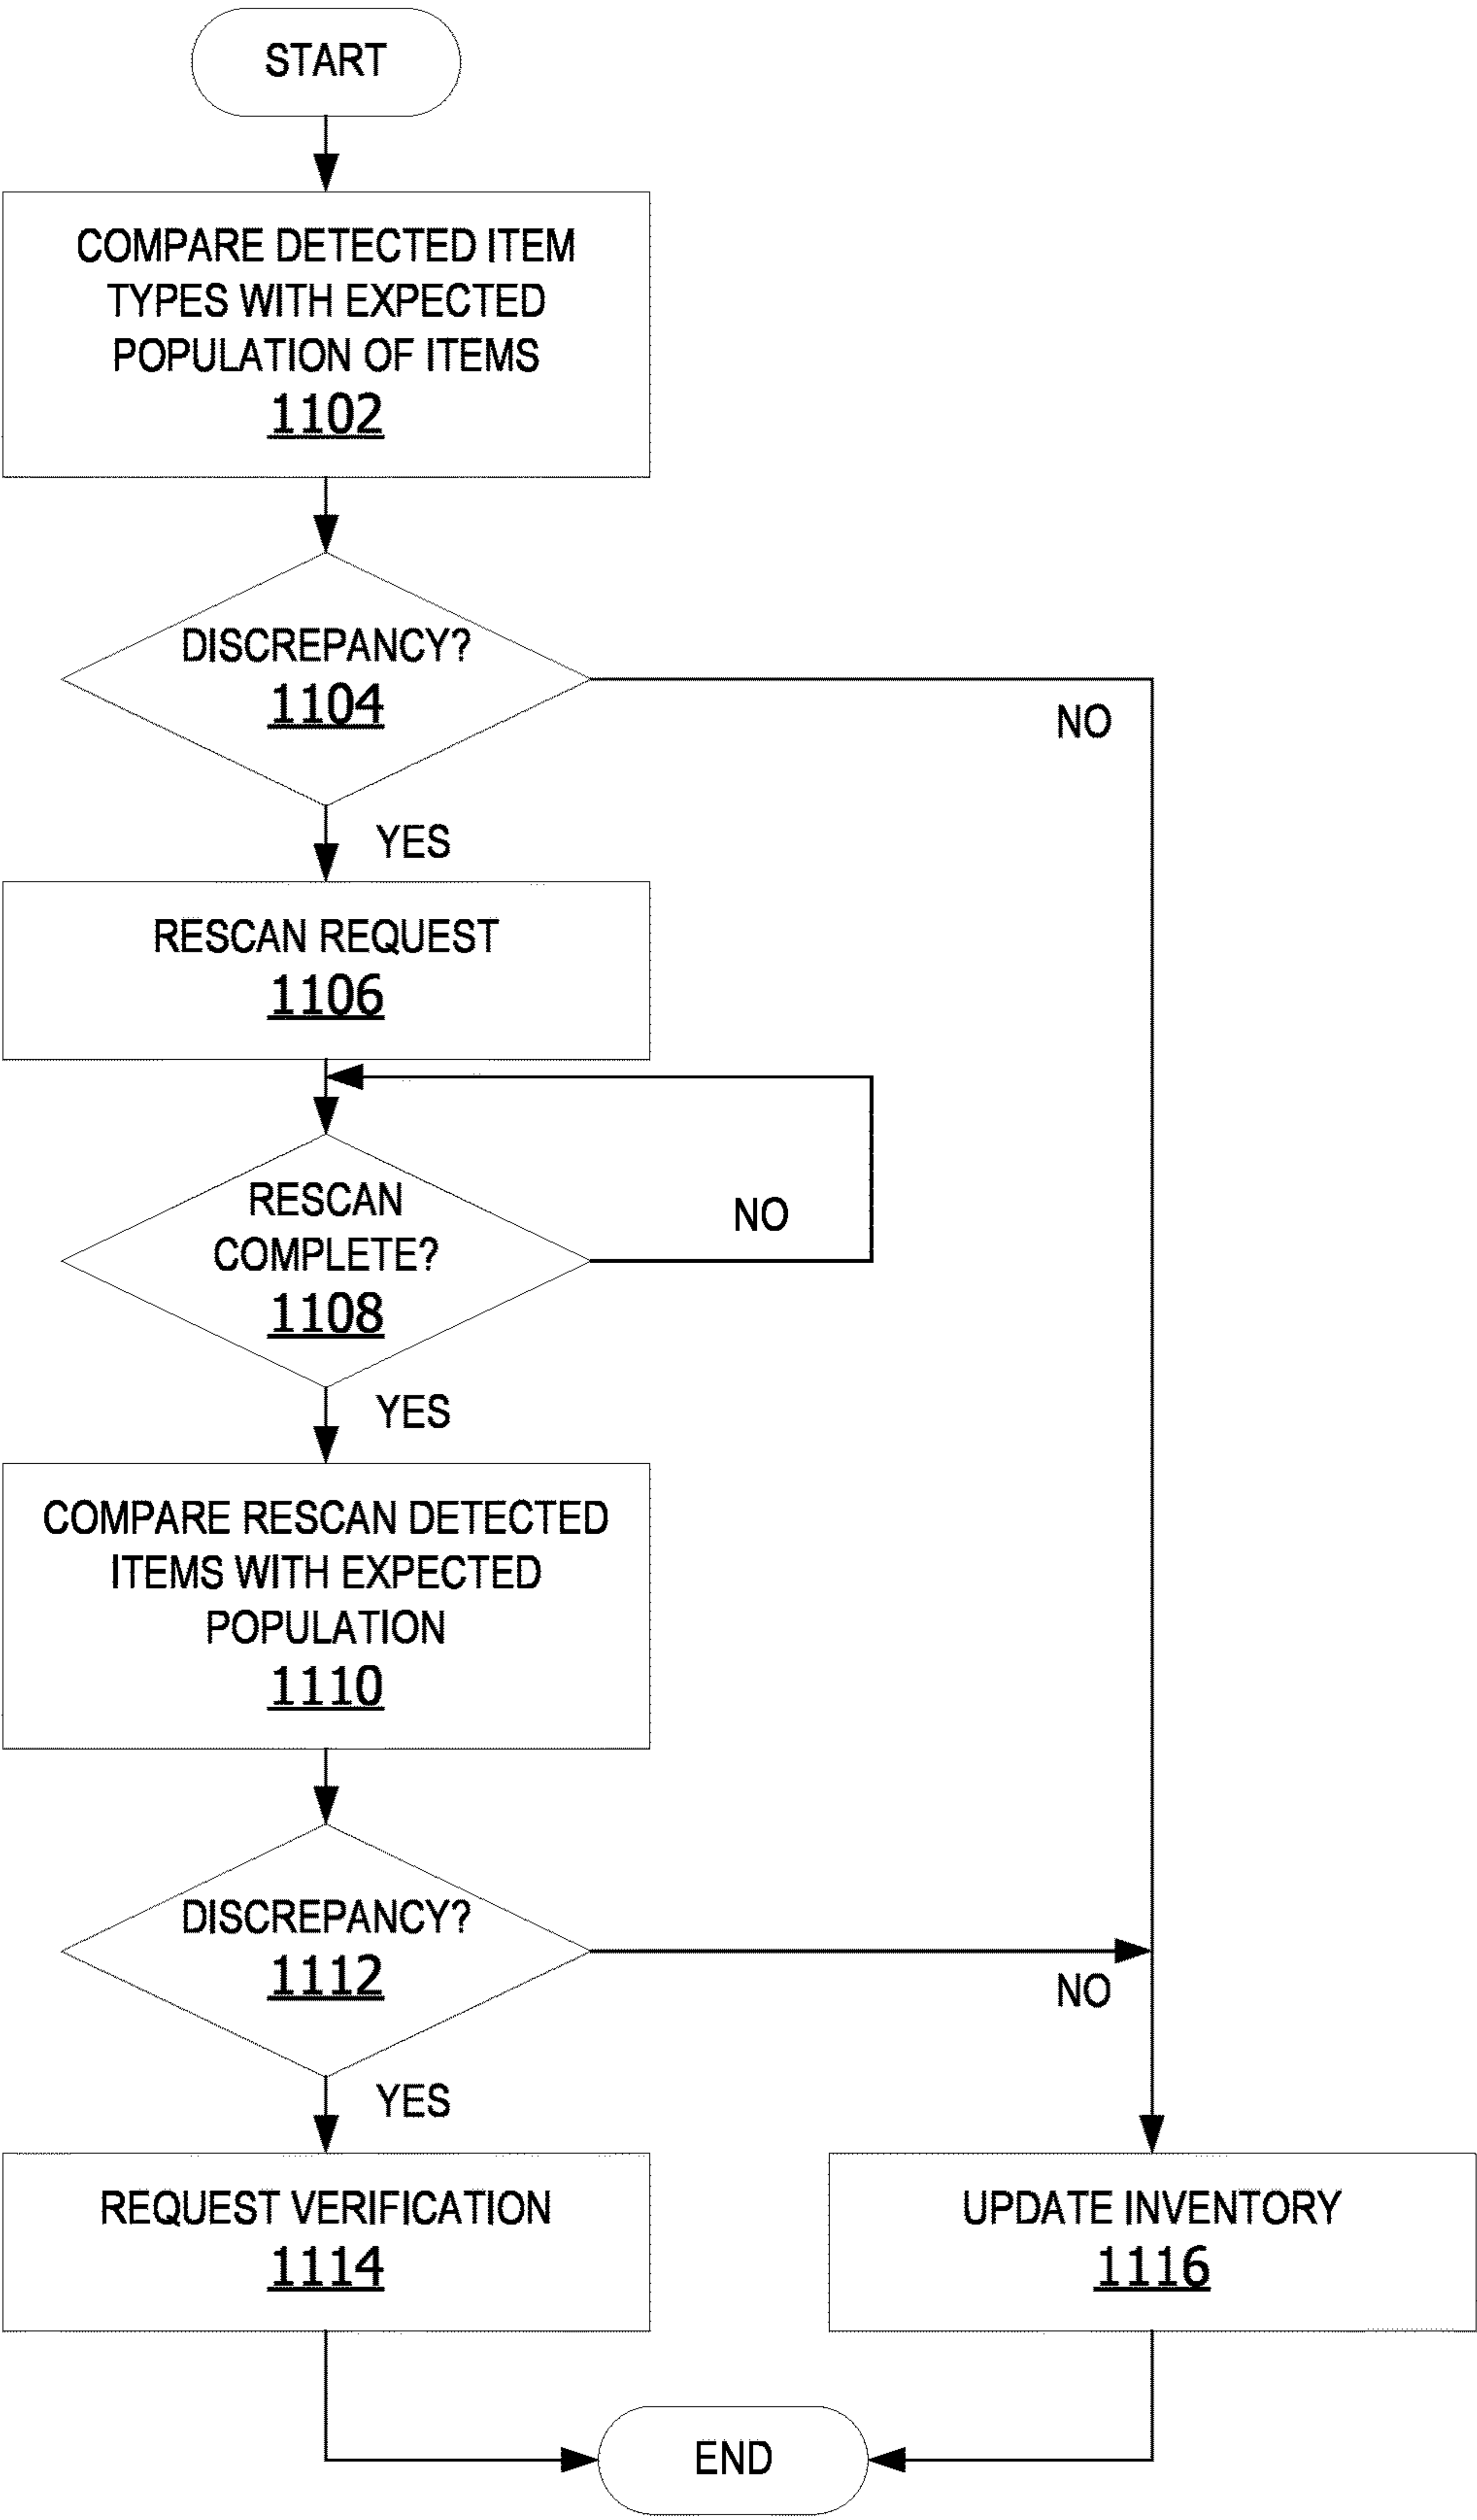 START
COMPARE DETECTED ITEM
TYPES WITH EXPECTED
POPULATION OF ITEMS
1102
DISCREPANCY?
1104
NO
YES
RESCAN REQUEST
1106
RESCAN
COMPLETE?
1108
NO
YES
COMPARE RESCAN DETECTED
ITEMS WITH EXPECTED
POPULATION
1110
DISCREPANCY?
1112
NO
YES
REQUEST VERIFICATION
1114
UPDATE INVENTORY
1116
END